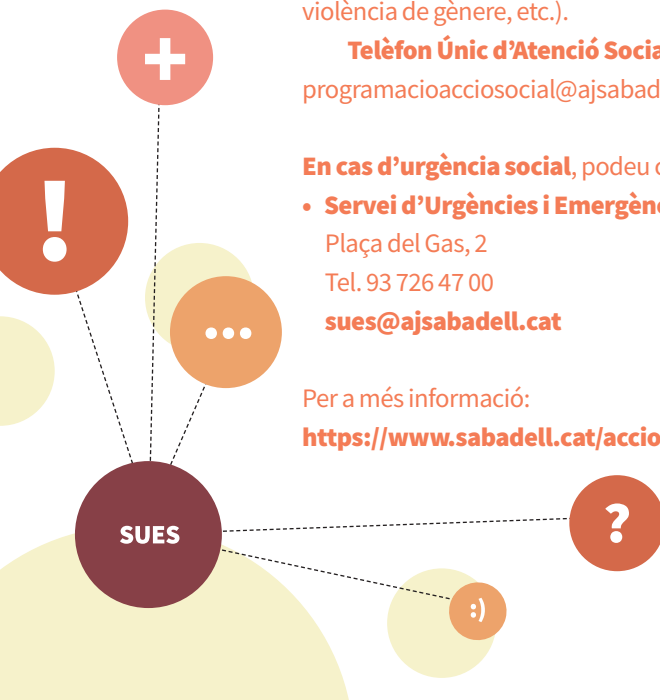 violència de gènere, etc.).
Telèfon Únic d’Atenció Socia
programacioacciosocial@ajsabad
En cas d’urgència social, podeu
• Servei d’Urgències i Emergènc
Plaça del Gas, 2
Tel. 93 726 47 00
sues@ajsabadell.cat
Per a més informació:
https://www.sabadell.cat/accio
+
!
...
SUES
?
:)